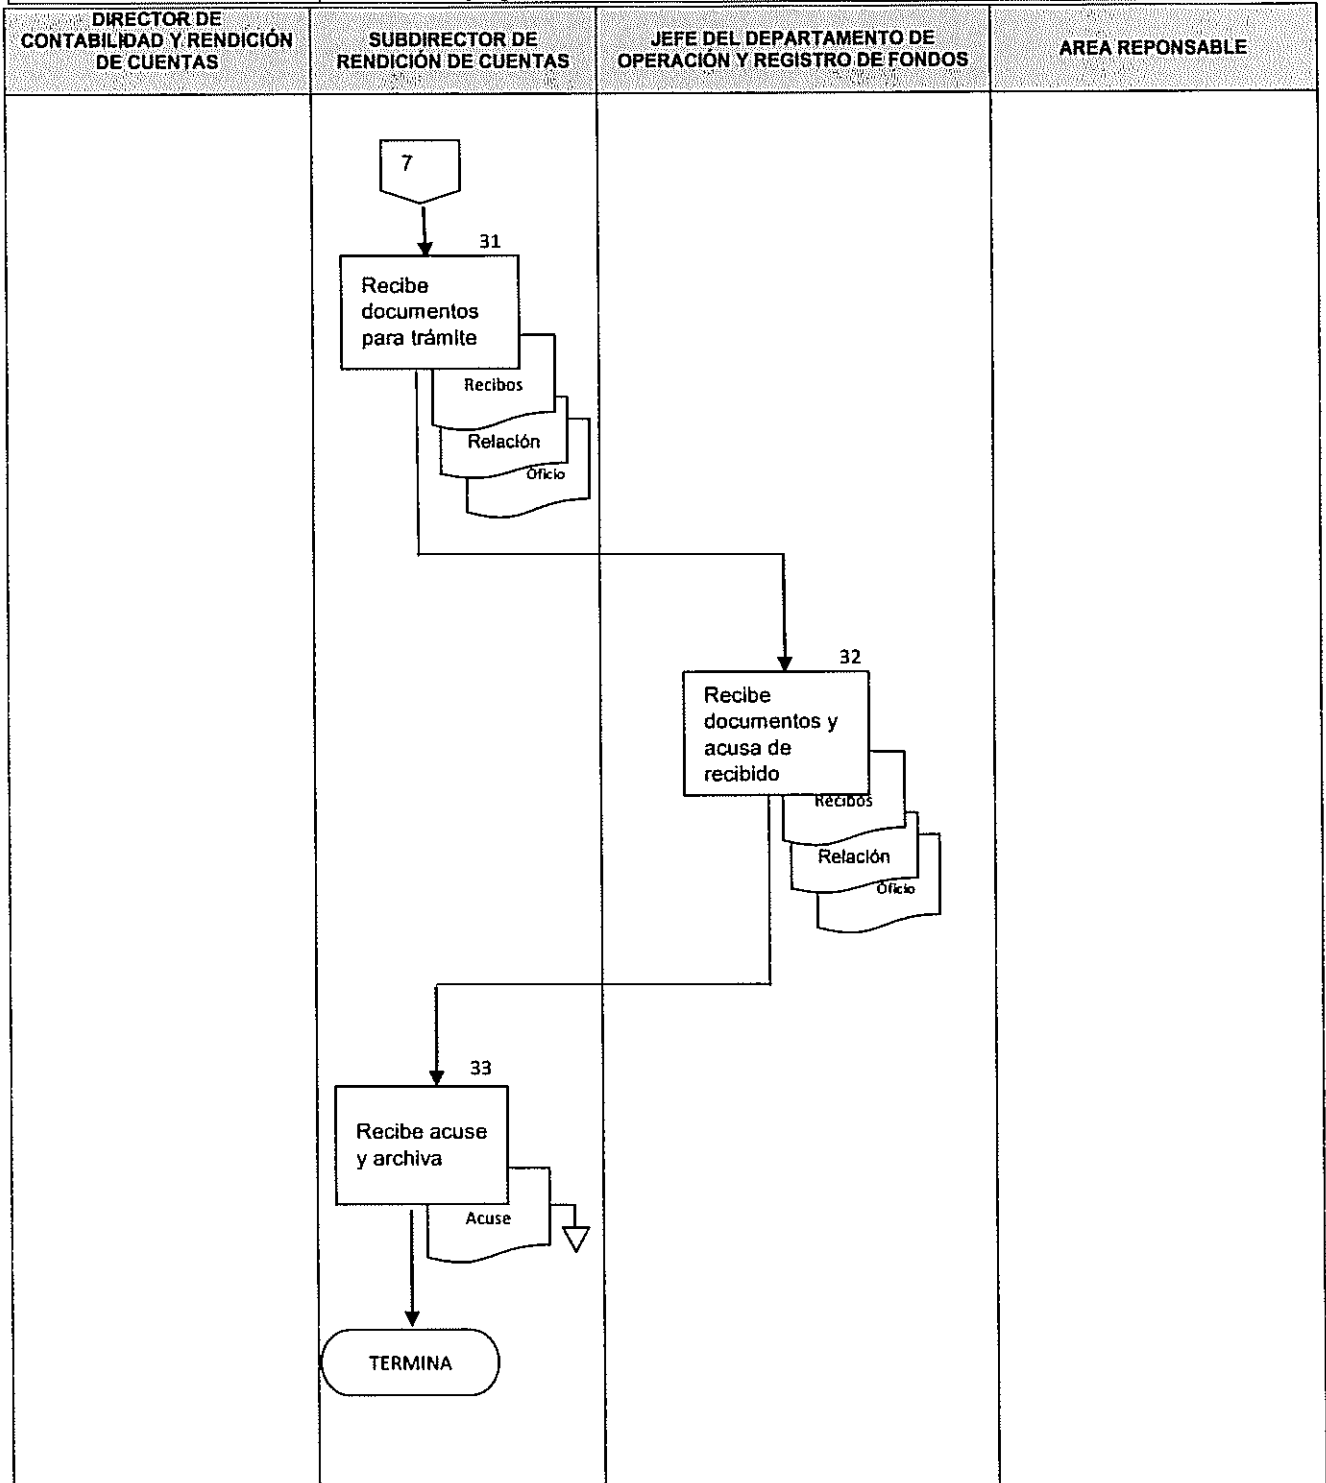 DIRECTOR DE
CONTABILIDAD Y RENDICIÓN
DE CUENTAS
SUBDIRECTOR DE
RENDICIÓN DE CUENTAS
JEFE DEL DEPARTAMENTO DE
OPERACIÓN Y REGISTRO DE FONDOS
AREA REPONSABLE
7
31
Recibe
documentos
para trámite
Recibos
Relación
Oficio
32
Recibe
documentos y
acusa de
recibido
Recibos
Relación
Oficio
33
Recibe acuse
y archiva
Acuse
TERMINA